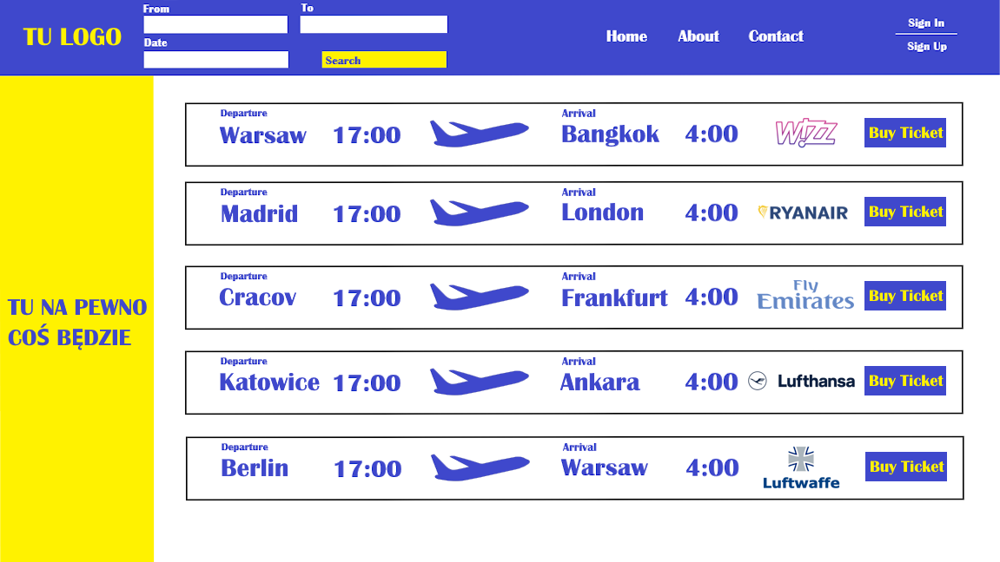 TU LOGO
From
To
Date
Search
Home About Contact
Sign In
Sign Up
TU NA PEWNO
COŚ BĘDZIE
Departure Arrival
Warsaw 17:00 Bangkok 4:00 WIZZ Buy Ticket
Departure Arrival
Madrid 17:00 London 4:00 RYANAIR Buy Ticket
Departure Arrival
Cracov 17:00 Frankfurt 4:00 Fly Emirates Buy Ticket
Departure Arrival
Katowice 17:00 Ankara 4:00 Lufthansa Buy Ticket
Departure Arrival
Berlin 17:00 Warsaw 4:00 Luftwaffe Buy Ticket